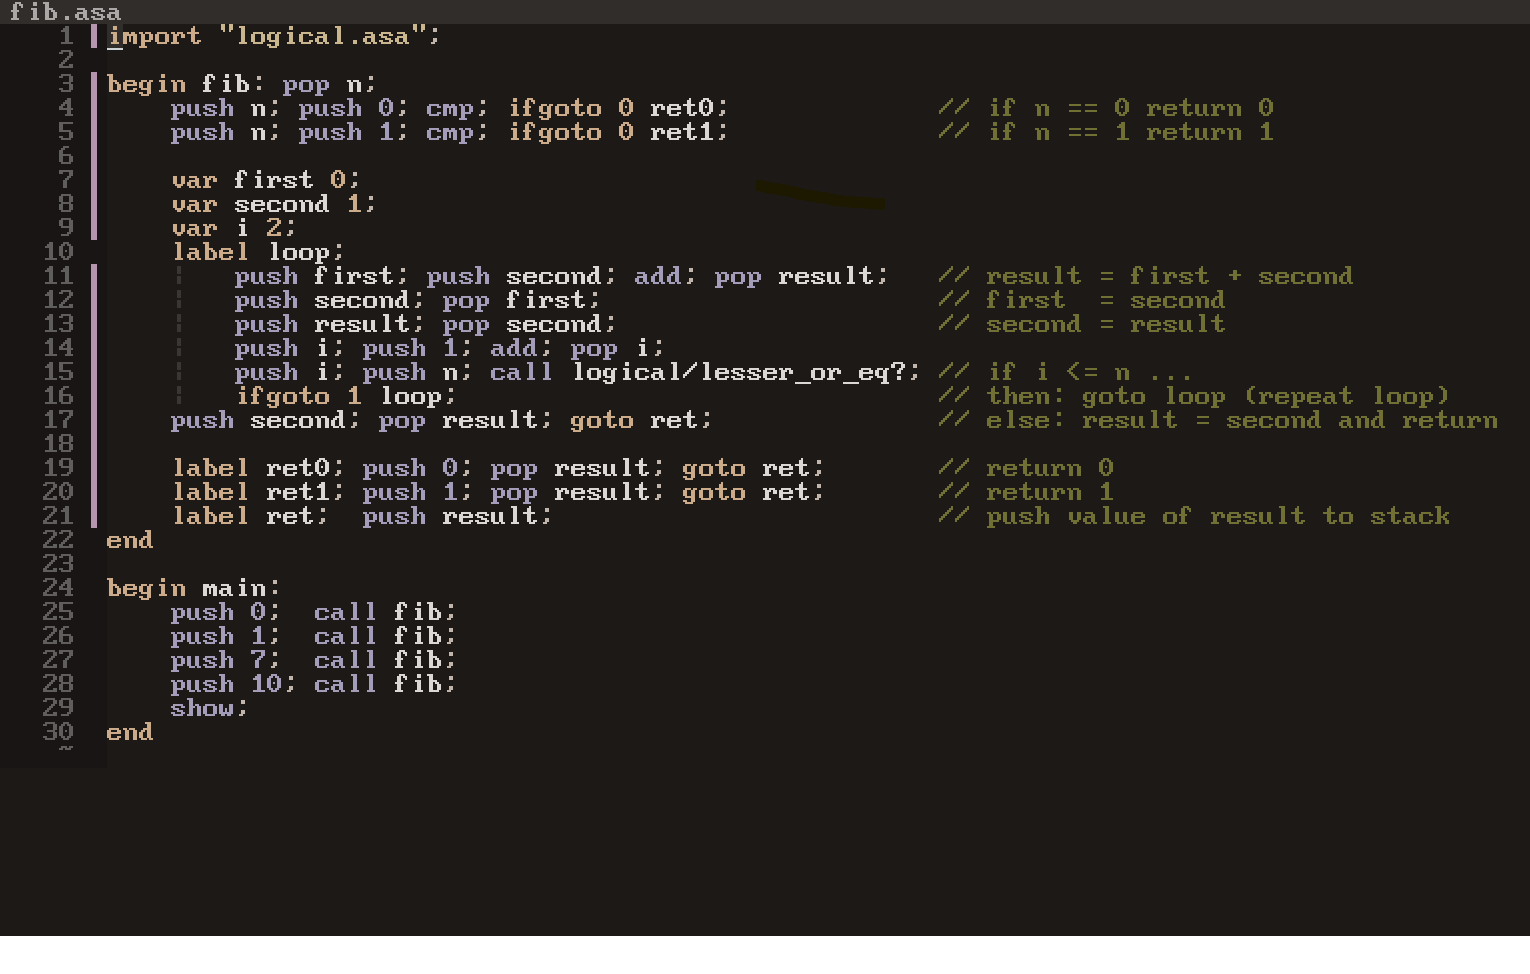 fib.asa
1 import "logical.asa";
2
3 begin fib: pop n;
4     push n; push 0; cmp; ifgoto 0 ret0;             // if n == 0 return 0
5     push n; push 1; cmp; ifgoto 0 ret1;             // if n == 1 return 1
6
7     var first 0;
8     var second 1;
9     var i 2;
10     label loop;
11         push first; push second; add; pop result;   // result = first + second
12         push second; pop first;                     // first  = second
13         push result; pop second;                    // second = result
14         push i; push 1; add; pop i;
15         push i; push n; call logical/lesser_or_eq?; // if i <= n ...
16         ifgoto 1 loop;                              // then: goto loop (repeat loop)
17     push second; pop result; goto ret;              // else: result = second and return
18
19     label ret0; push 0; pop result; goto ret;       // return 0
20     label ret1; push 1; pop result; goto ret;       // return 1
21     label ret;  push result;                        // push value of result to stack
22 end
23
24 begin main:
25     push 0;  call fib;
26     push 1;  call fib;
27     push 7;  call fib;
28     push 10; call fib;
29     show;
30 end
~